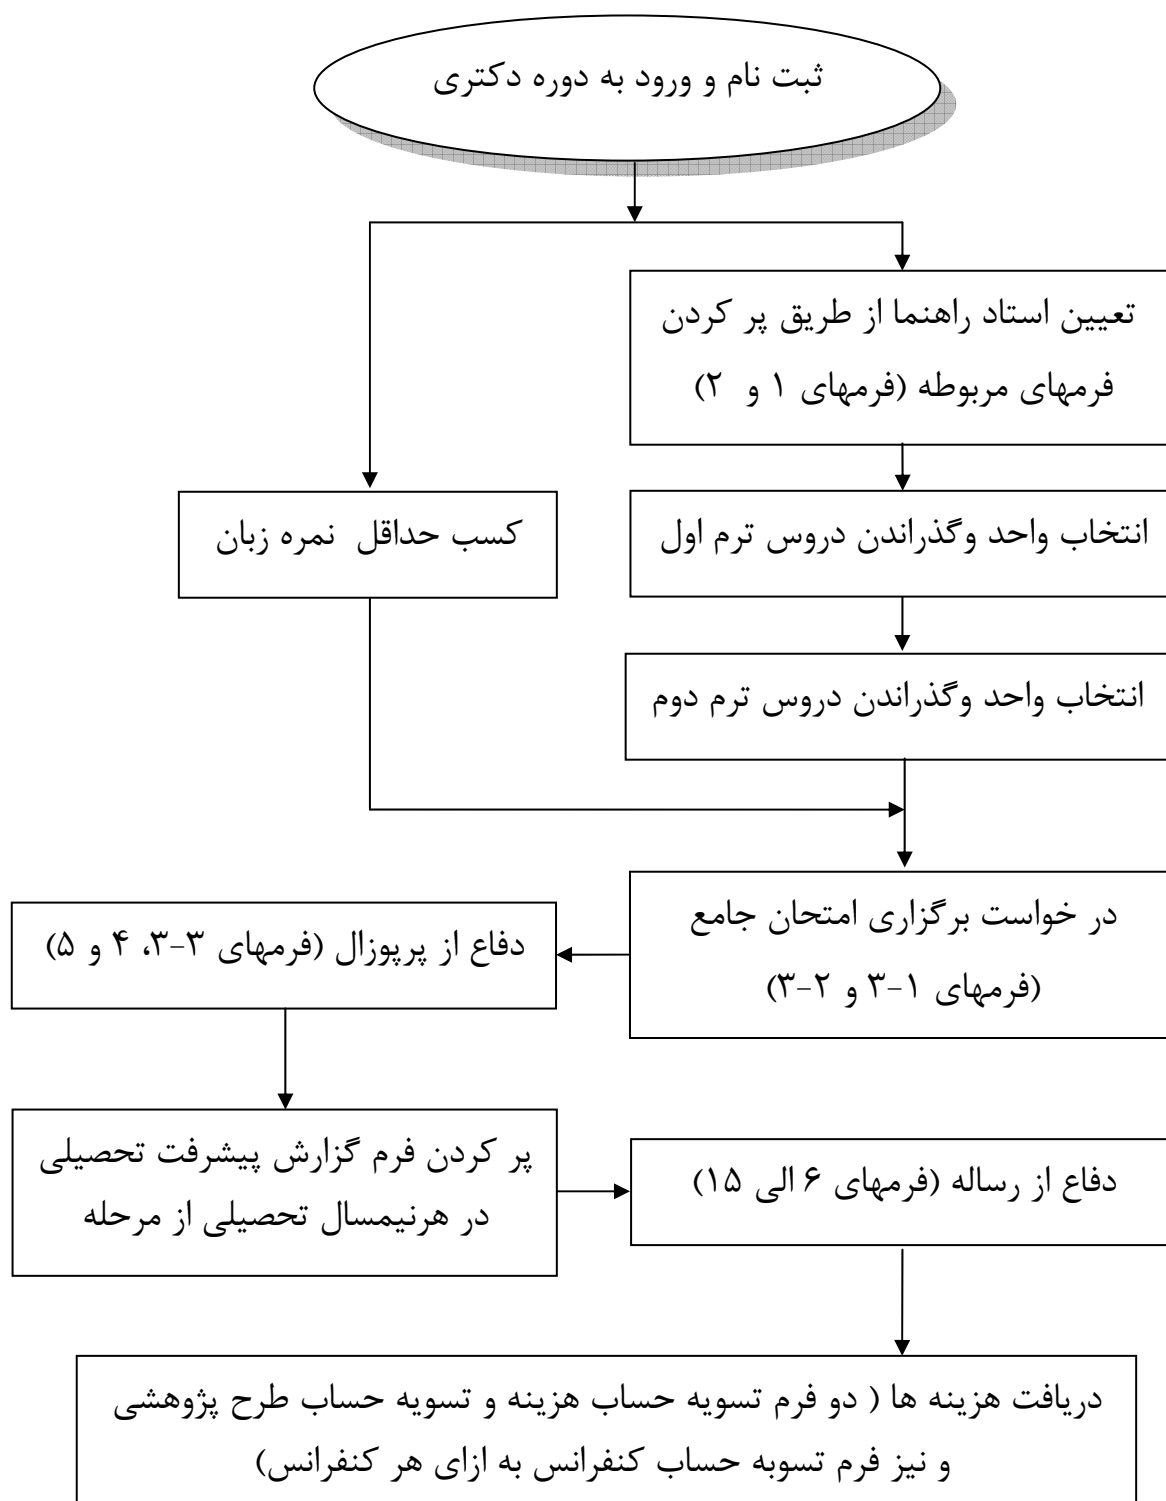 ثبت نام و ورود به دوره دکتری
تعیین استاد راهنما از طریق پر کردن
فرمهای مربوطه (فرمهای ۱ و ۲)
کسب حداقل نمره زبان
انتخاب واحد وگذراندن دروس ترم اول
انتخاب واحد وگذراندن دروس ترم دوم
در خواست برگزاری امتحان جامع
(فرمهای ۱-۳ و ۲-۳)
دفاع از پرپوزال (فرمهای ۳-۳، ۴ و ۵)
پر کردن فرم گزارش پیشرفت تحصیلی
در هرنیمسال تحصیلی از مرحله
دفاع از رساله (فرمهای ۶ الی ۱۵)
دریافت هزینه ها ( دو فرم تسویه حساب هزینه و تسویه حساب طرح پژوهشی
و نیز فرم تسوبه حساب کنفرانس به ازای هر کنفرانس)